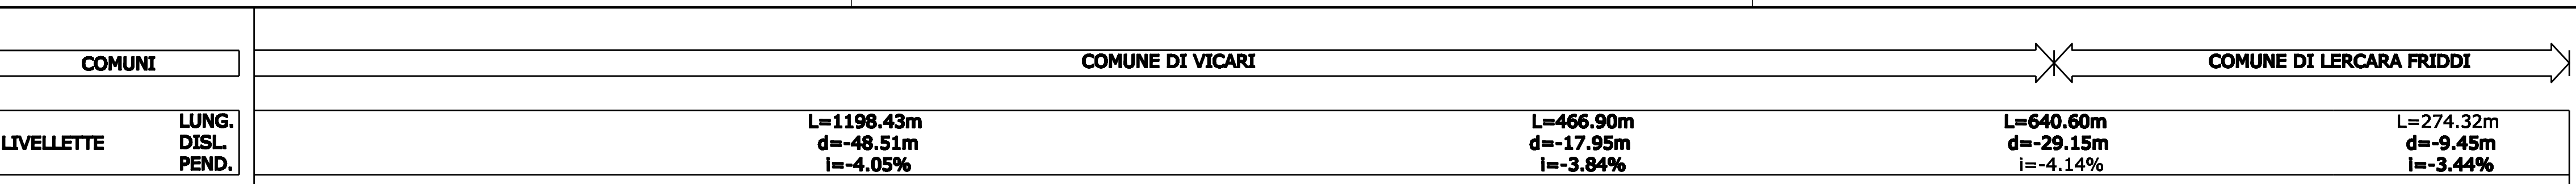 COMUNI COMUNE DI VICARI COMUNE DI LERCARA FRIDDI
LUNG. L=1198.43m L=466.90m L=640.60m L=274.32m
LIVELLETTE DISL. d=-48.51m d=-17.95m d=-29.15m d=-9.45m
PEND. i=-4.05% i=-3.84% i=-4.14% i=-3.44%